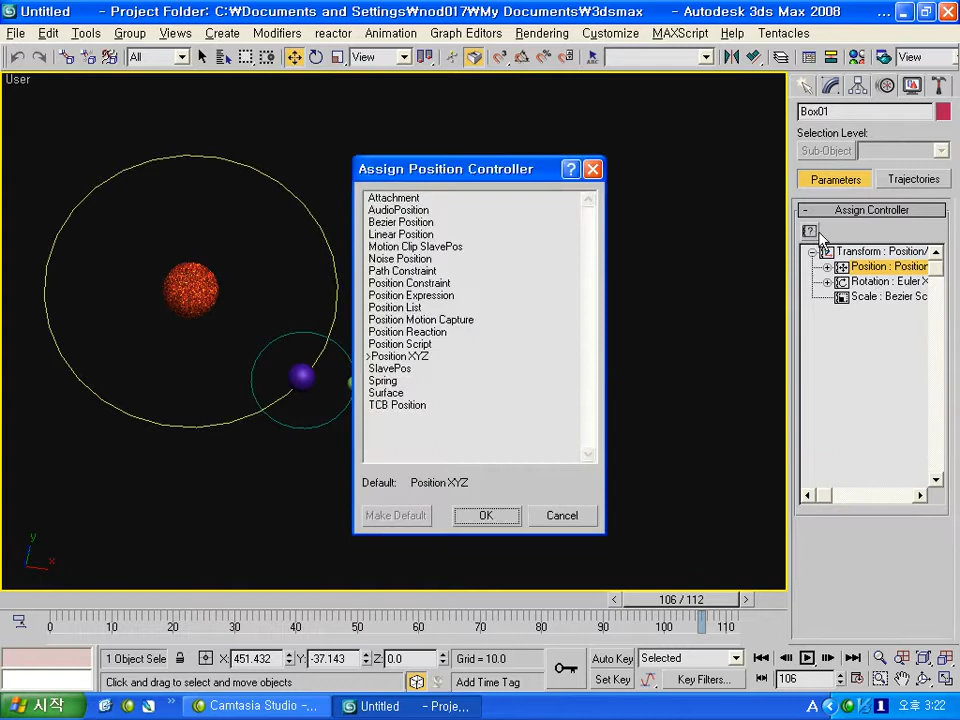 Untitled - Project Folder: C:₩Documents and Settings₩nod017₩My Documents₩3dsmax - Autodesk 3ds Max 2008 ...
File Edit Tools Group Views Create Modifiers reactor Animation Graph Editors Rendering Customize MAXScript Help Tentacles
All View View
User
Box01
Selection Level:
Sub-Object
Parameters Trajectories
- Assign Controller
Transform : Position/
Position : Position
Rotation : Euler X
Scale : Bezier Sc
Assign Position Controller
Attachment
AudioPosition
Bezier Position
Linear Position
Motion Clip SlavePos
Noise Position
Path Constraint
Position Constraint
Position Expression
Position List
Position Motion Capture
Position Reaction
Position Script
>Position XYZ
SlavePos
Spring
Surface
TCB Position
Default: Position XYZ
Make Default OK Cancel
y
x
< 106 / 112 >
0 10 20 30 40 50 60 70 80 90 100 110
1 Object Sele X: 451.432 Y: -37.143 Z: 0.0 Grid = 10.0 Auto Key Selected
Click and drag to select and move objects Add Time Tag Set Key Key Filters... 106
시작 Camtasia Studio - ... Untitled - Proje... A 오후 3:22